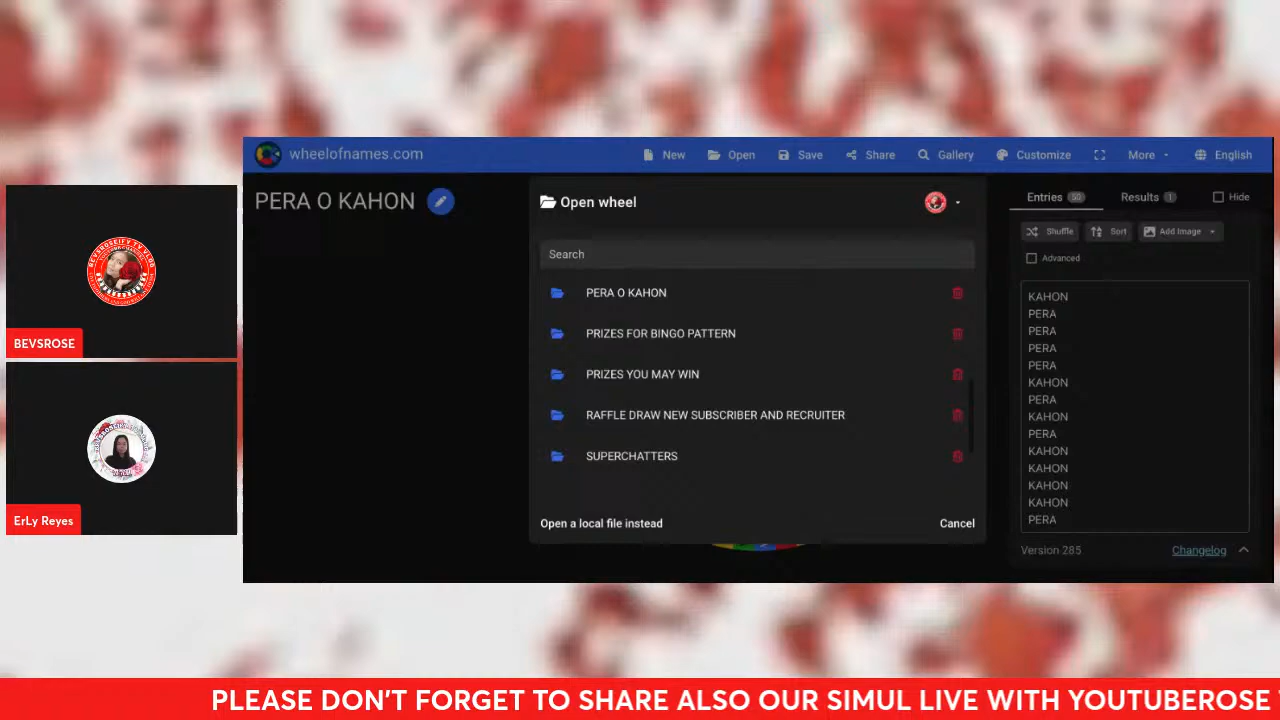 wheelofnames.com
New
Open
Save
Share
Gallery
Customize
More
English
PERA O KAHON
Open wheel
Search
PERA O KAHON
PRIZES FOR BINGO PATTERN
PRIZES YOU MAY WIN
RAFFLE DRAW NEW SUBSCRIBER AND RECRUITER
SUPERCHATTERS
Open a local file instead
Cancel
Entries 50
Results 1
Hide
Shuffle
Sort
Add Image
Advanced
KAHON
PERA
PERA
PERA
PERA
KAHON
PERA
KAHON
PERA
KAHON
KAHON
KAHON
KAHON
PERA
Version 285
Changelog
BEVSROSE
ErLy Reyes
PLEASE DON'T FORGET TO SHARE ALSO OUR SIMUL LIVE WITH YOUTUBEROSE